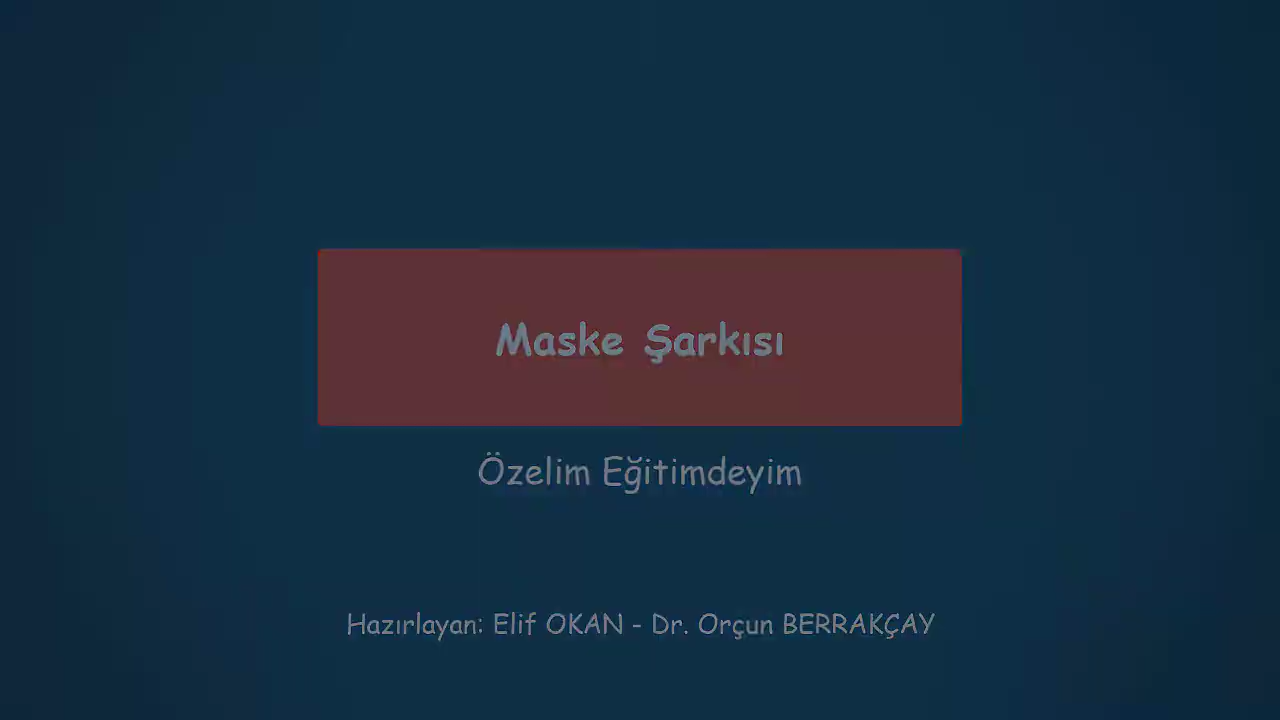 Maske Şarkısı
Özelim Eğitimdeyim
Hazırlayan: Elif OKAN - Dr. Orçun BERRAKÇAY